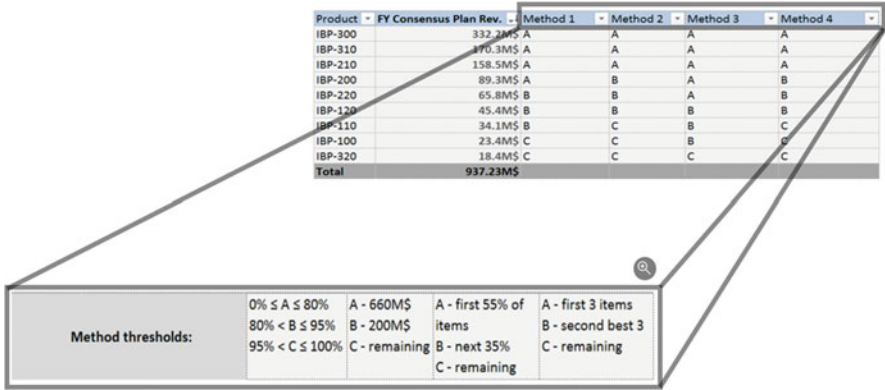 Product FY Consensus Plan Rev. Method 1 Method 2 Method 3 Method 4
IBP-300 332.2M$ A A A A
IBP-310 170.3M$ A A A A
IBP-210 158.5M$ A A A A
IBP-200 89.3M$ A B A B
IBP-220 65.8M$ B B A B
IBP-120 45.4M$ B B B B
IBP-110 34.1M$ B C B C
IBP-100 23.4M$ C C B C
IBP-320 18.4M$ C C C C
Total 937.23M$
Method thresholds:
0% ≤ A ≤ 80%
80% < B ≤ 95%
95% < C ≤ 100%
A - 660M$
B - 200M$
C - remaining
A - first 55% of
items
B - next 35%
C - remaining
A - first 3 items
B - second best 3
C - remaining